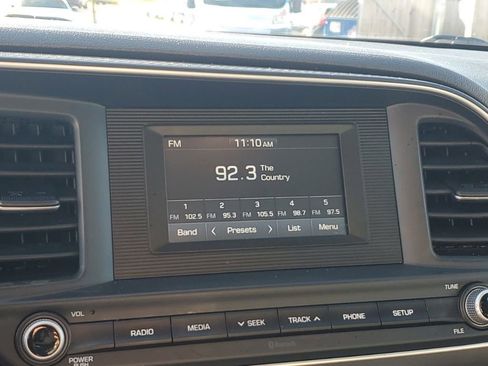 FM 11:10 AM
92.3 The Country
1 2 3 4 5
FM 102.5 FM 95.3 FM 105.5 FM 98.7 FM 97.5
Band < Presets > List Menu
VOL TUNE
RADIO MEDIA SEEK TRACK PHONE SETUP
POWER PUSH Bluetooth FILE